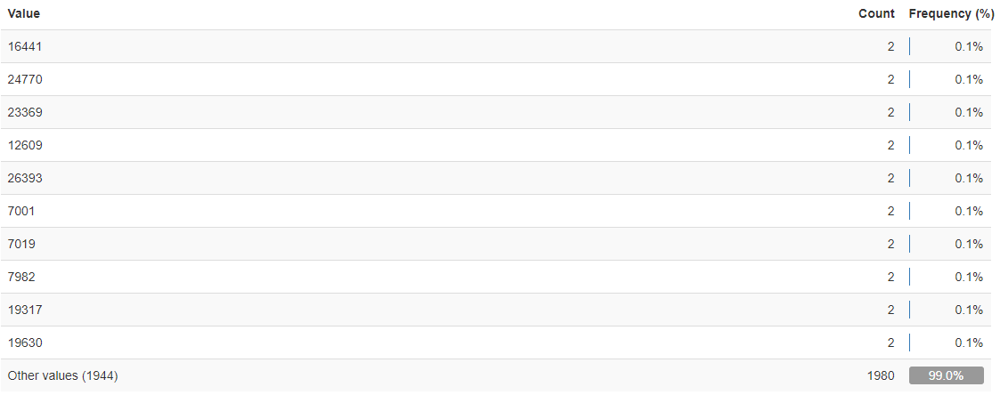 Value Count Frequency (%)
16441 2 0.1%
24770 2 0.1%
23369 2 0.1%
12609 2 0.1%
26393 2 0.1%
7001 2 0.1%
7019 2 0.1%
7982 2 0.1%
19317 2 0.1%
19630 2 0.1%
Other values (1944) 1980 99.0%